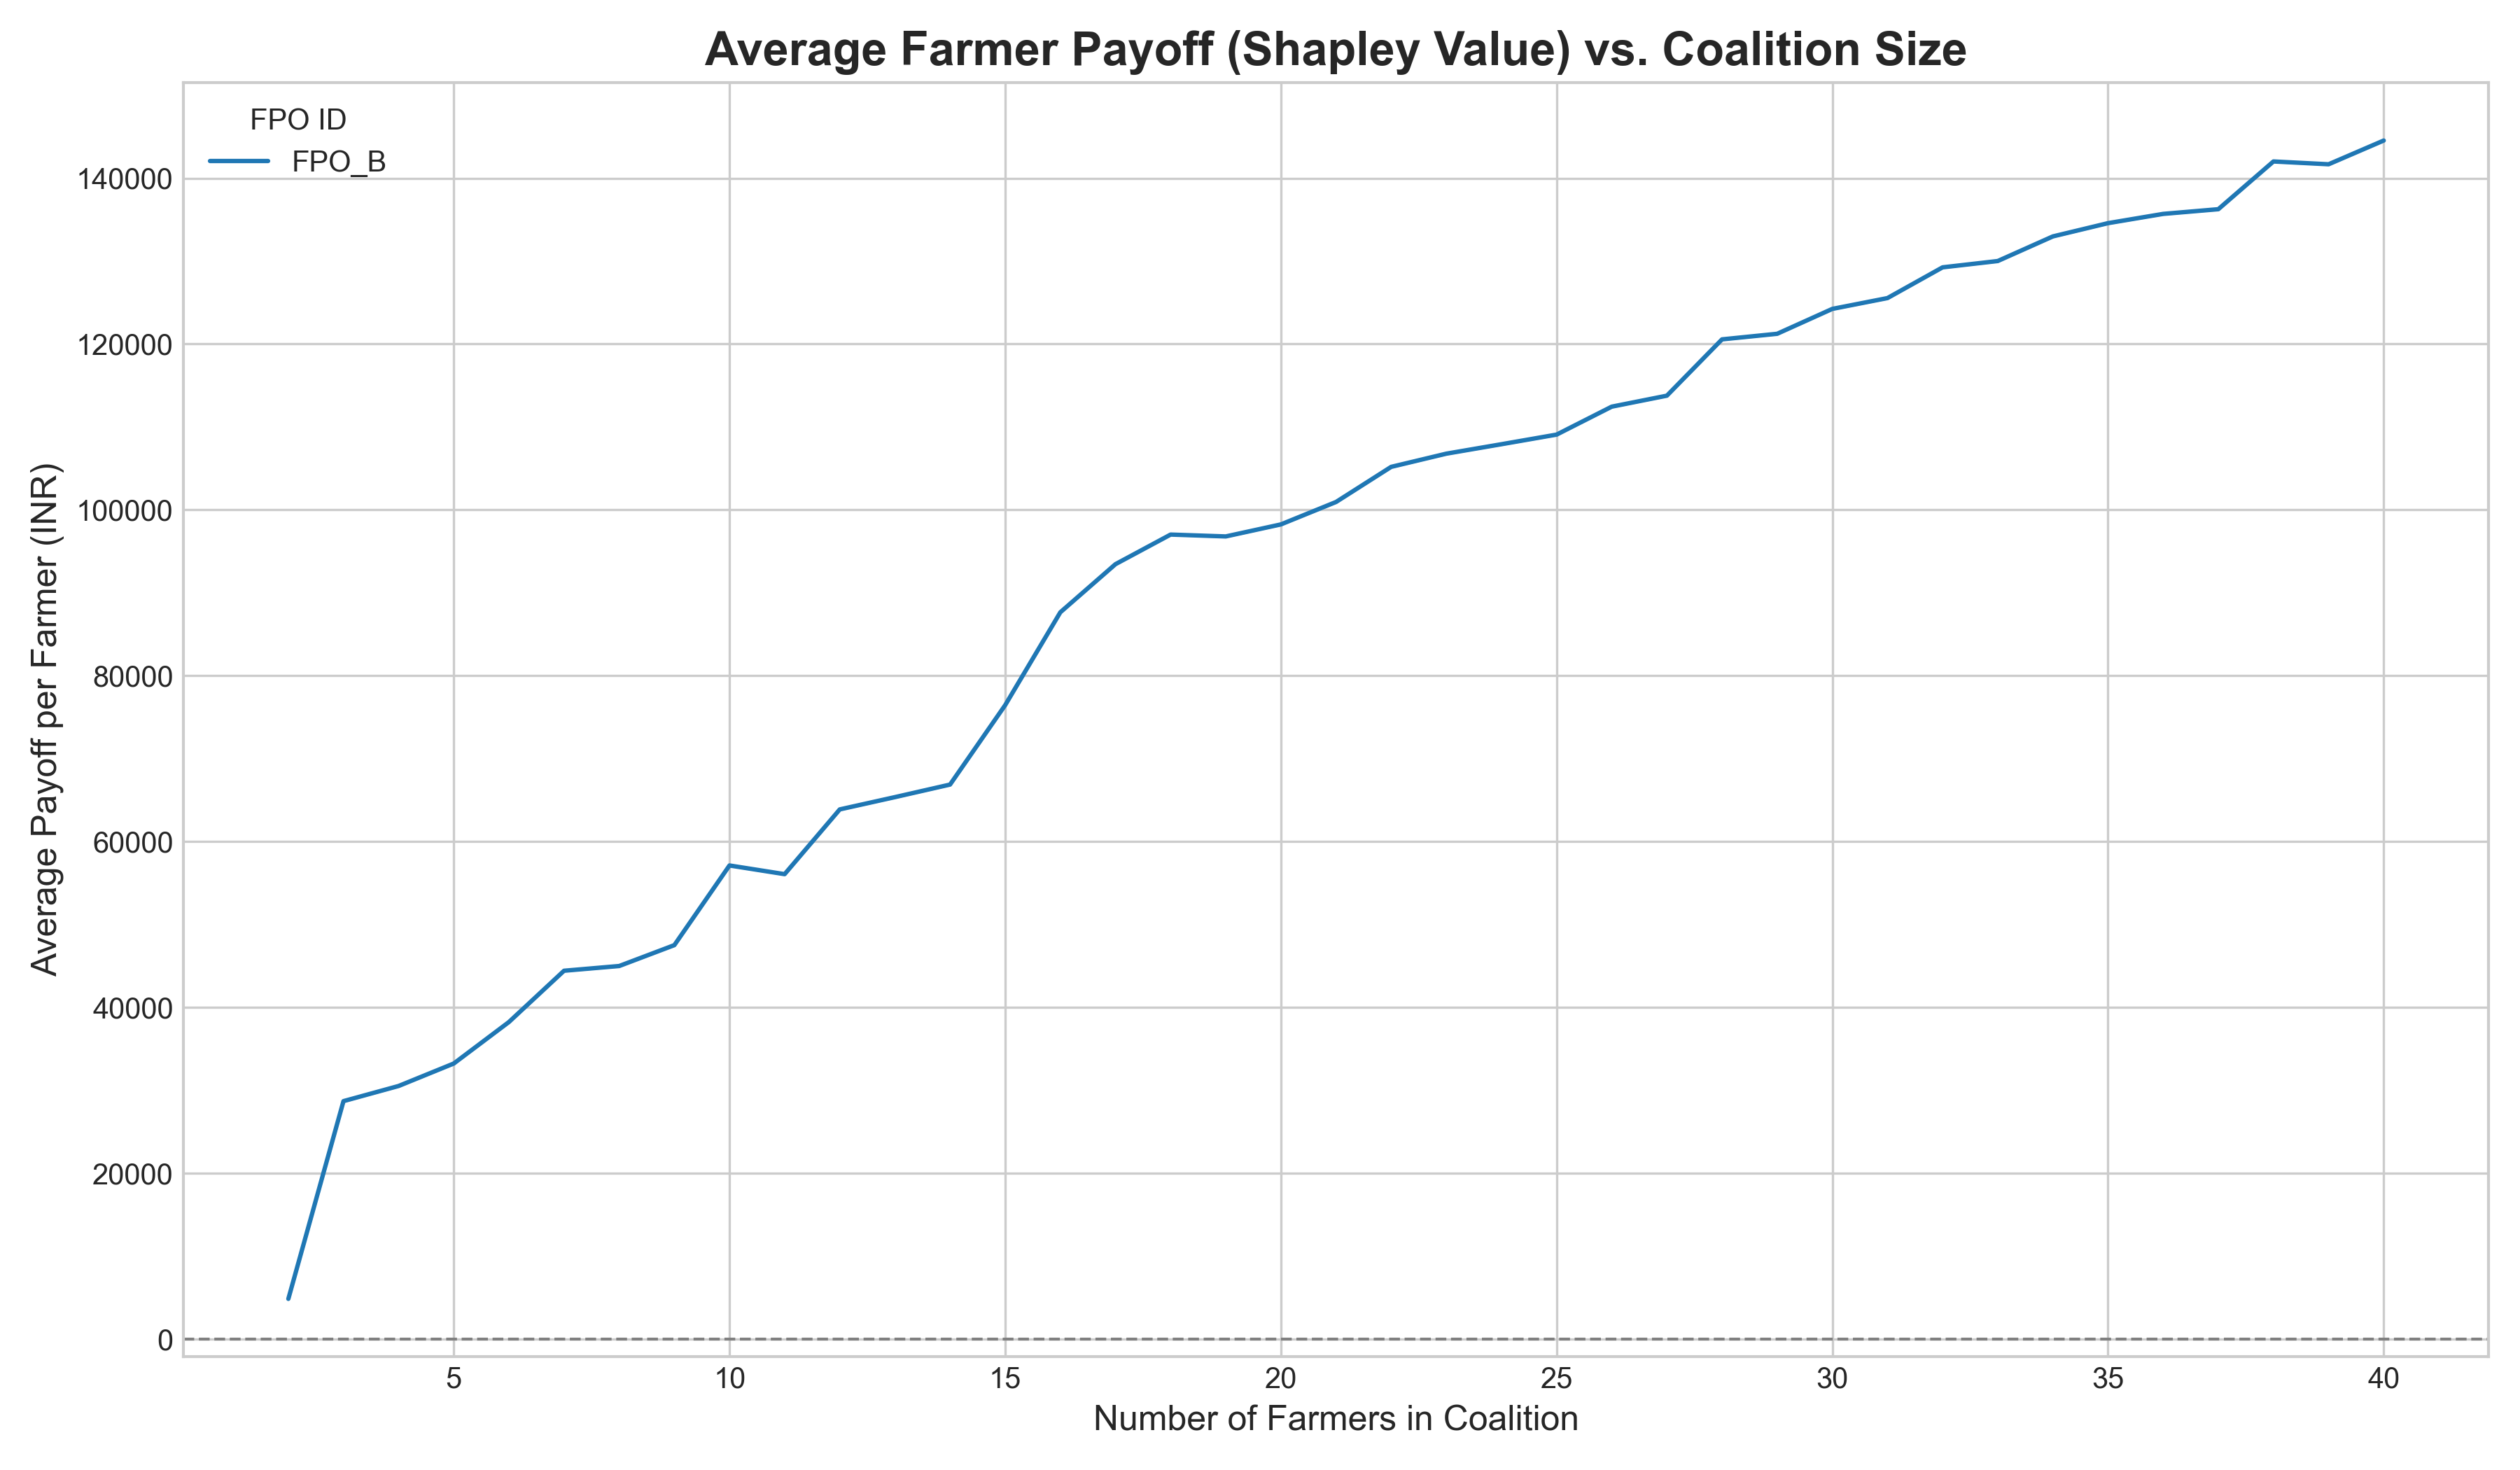 Average Farmer Payoff (Shapley Value) vs. Coalition Size
FPO ID
FPO_B
140000
120000
100000
80000
60000
40000
20000
0
Average Payoff per Farmer (INR)
5 10 15 20 25 30 35 40
Number of Farmers in Coalition